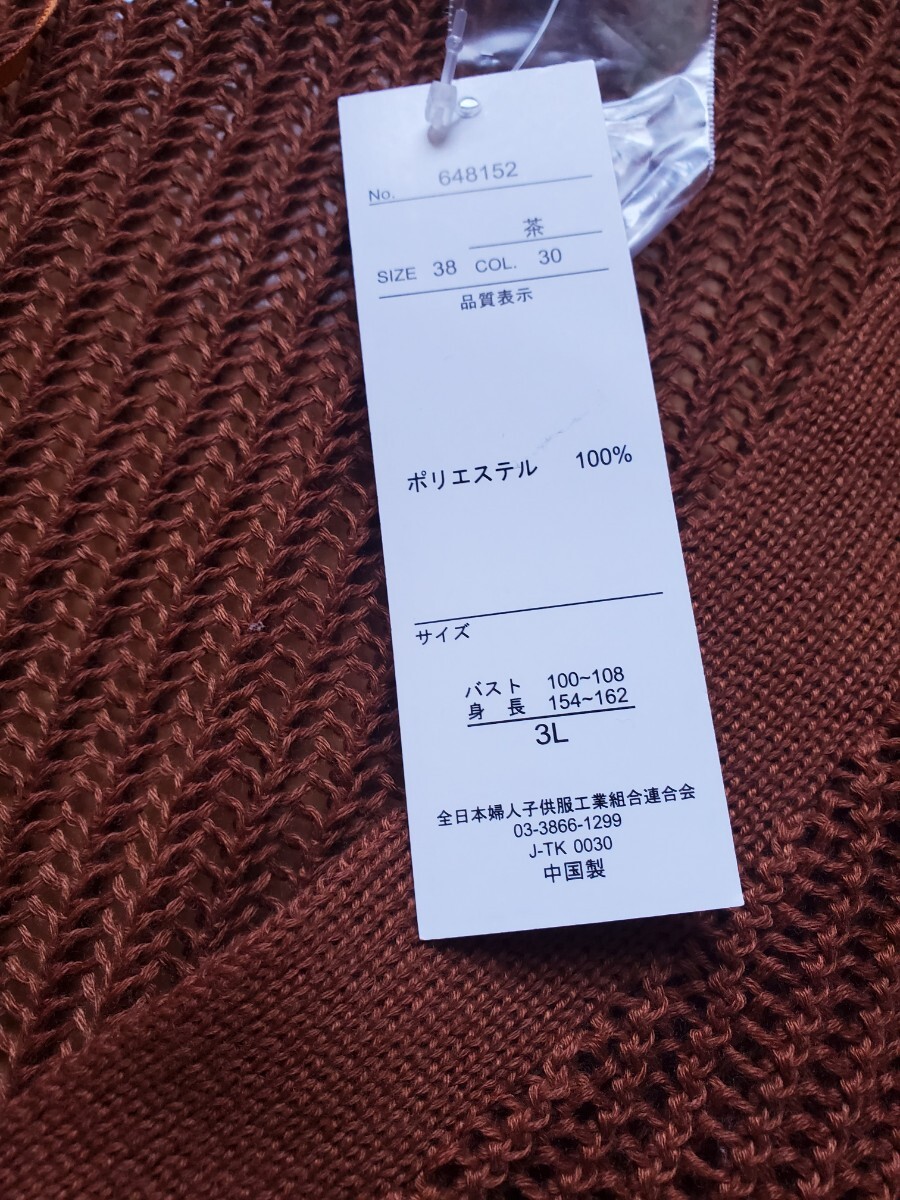 No. 648152
茶
SIZE 38 COL. 30
品質表示
ポリエステル 100%
サイズ
バスト 100~108
身 長 154~162
3L
全日本婦人子供服工業組合連合会
03-3866-1299
J-TK 0030
中国製